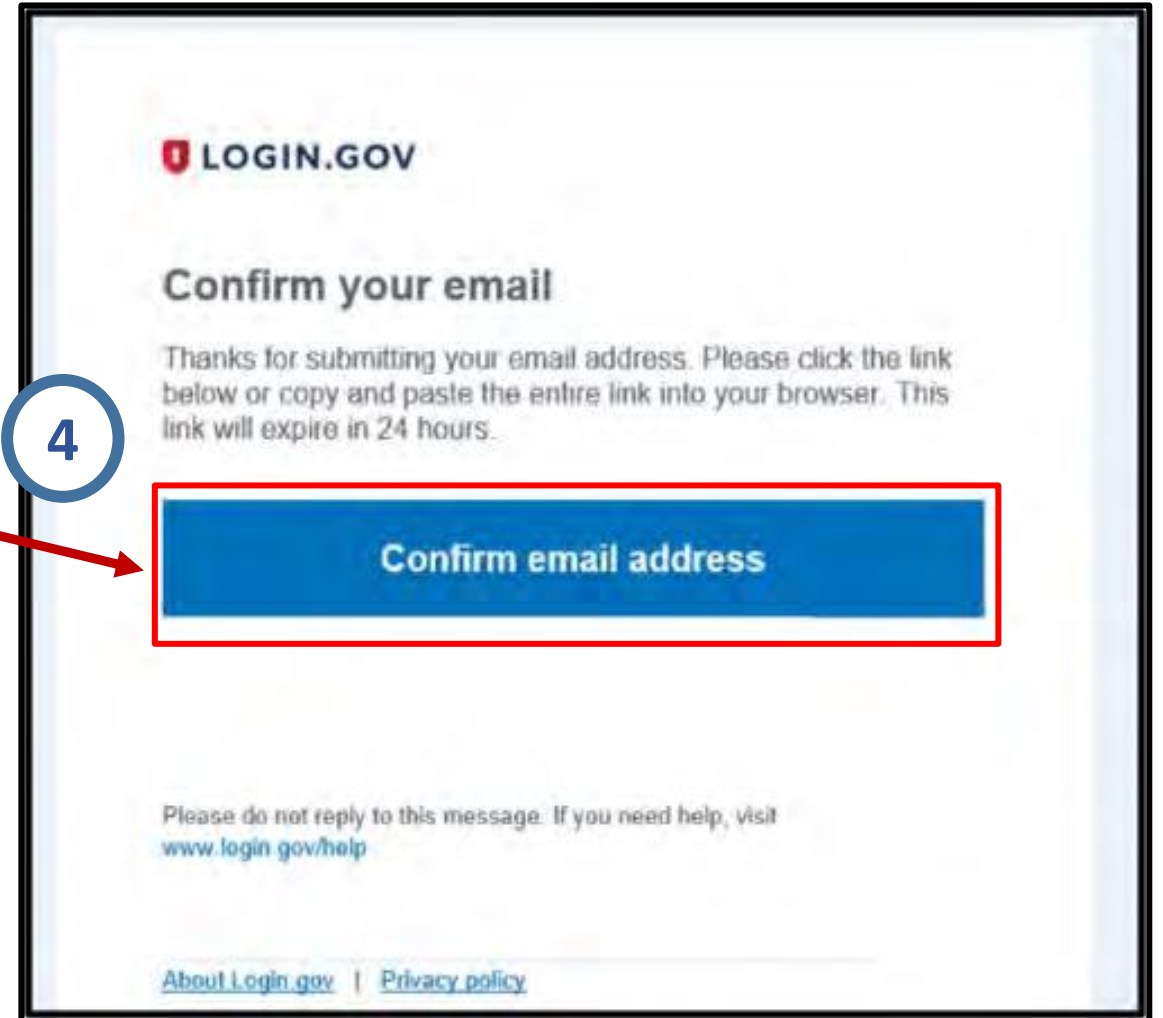 LOGIN.GOV
Confirm your email
Thanks for submitting your email address. Please click the link
below or copy and paste the entire link into your browser. This
link will expire in 24 hours.
4
Confirm email address
Please do not reply to this message. If you need help, visit
www.login.gov/help
About Login.gov | Privacy policy